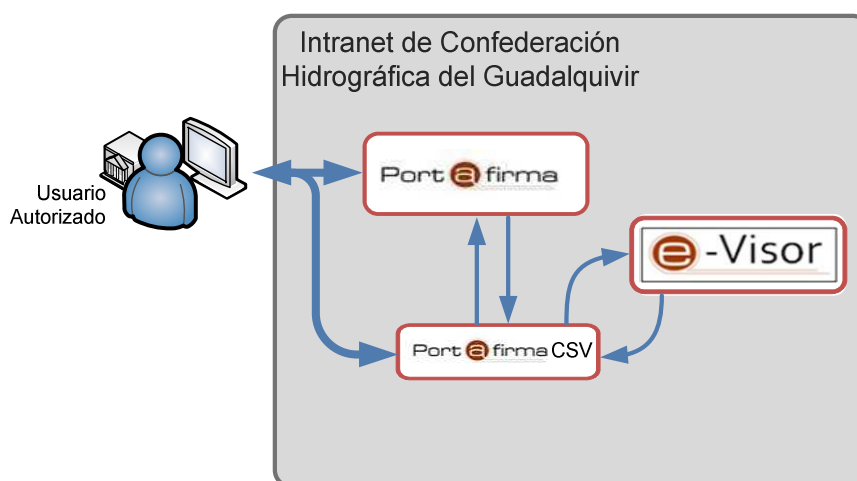 Intranet de Confederación
Hidrográfica del Guadalquivir
Port@firma
Usuario
Autorizado
e-Visor
Port@firma CSV